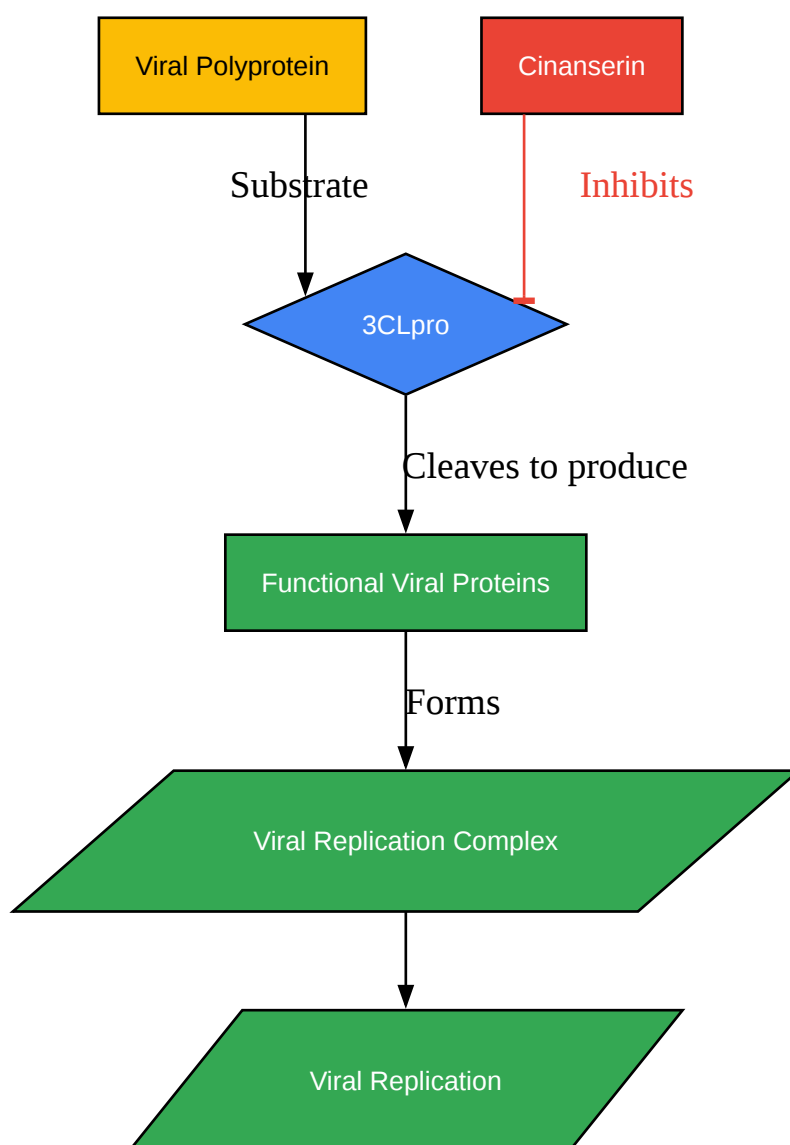 Viral Polyprotein
Cinanserin
Substrate
Inhibits
3CLpro
Cleaves to produce
Functional Viral Proteins
Forms
Viral Replication Complex
Viral Replication